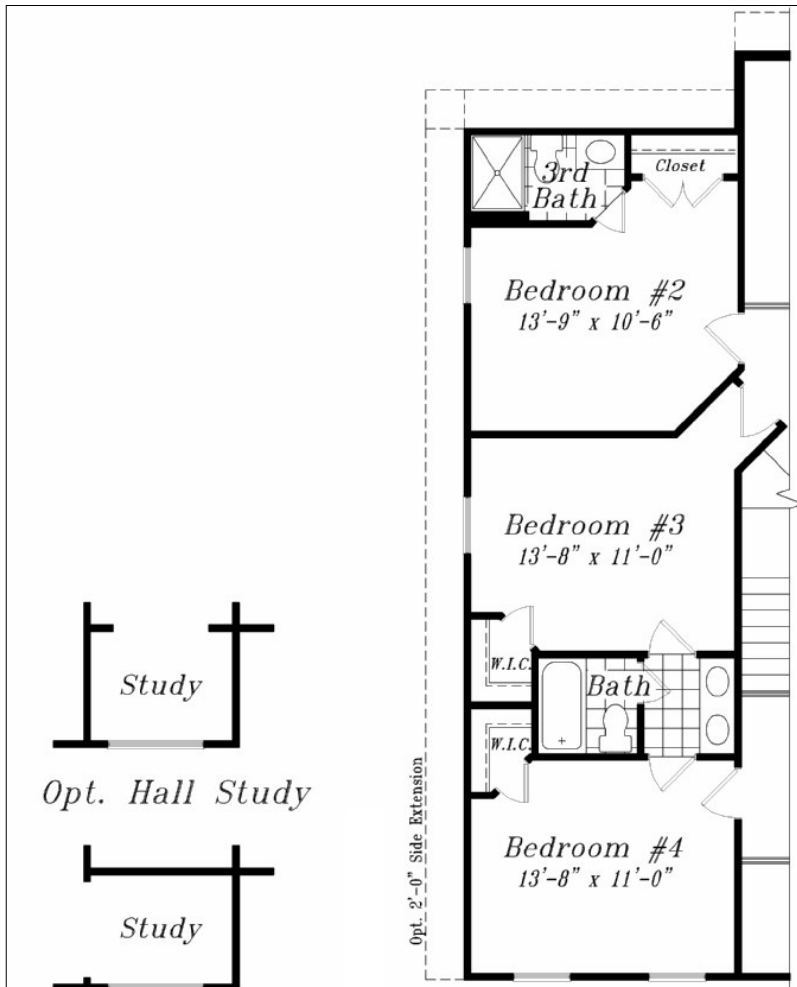 3rd
Bath
Closet
Bedroom #2
13'-9" x 10'-6"
Bedroom #3
13'-8" x 11'-0"
W.I.C.
Bath
W.I.C.
Bedroom #4
13'-8" x 11'-0"
Opt. 2'-0" Side Extension
Study
Opt. Hall Study
Study